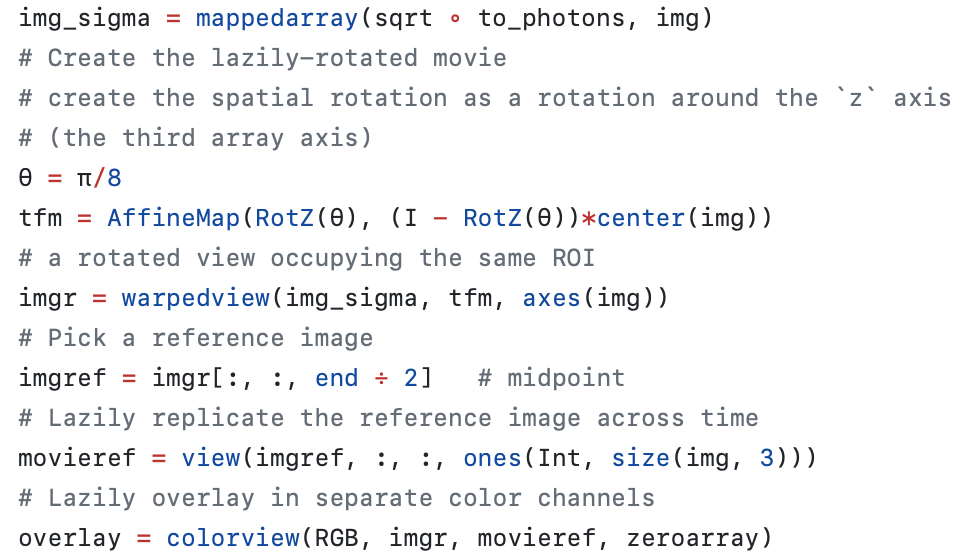 img_sigma = mappedarray(sqrt ∘ to_photons, img)
# Create the lazily-rotated movie
# create the spatial rotation as a rotation around the `z` axis
# (the third array axis)
θ = π/8
tfm = AffineMap(RotZ(θ), (I - RotZ(θ))*center(img))
# a rotated view occupying the same ROI
imgr = warpedview(img_sigma, tfm, axes(img))
# Pick a reference image
imgref = imgr[:, :, end ÷ 2]   # midpoint
# Lazily replicate the reference image across time
movieref = view(imgref, :, :, ones(Int, size(img, 3)))
# Lazily overlay in separate color channels
overlay = colorview(RGB, imgr, movieref, zeroarray)